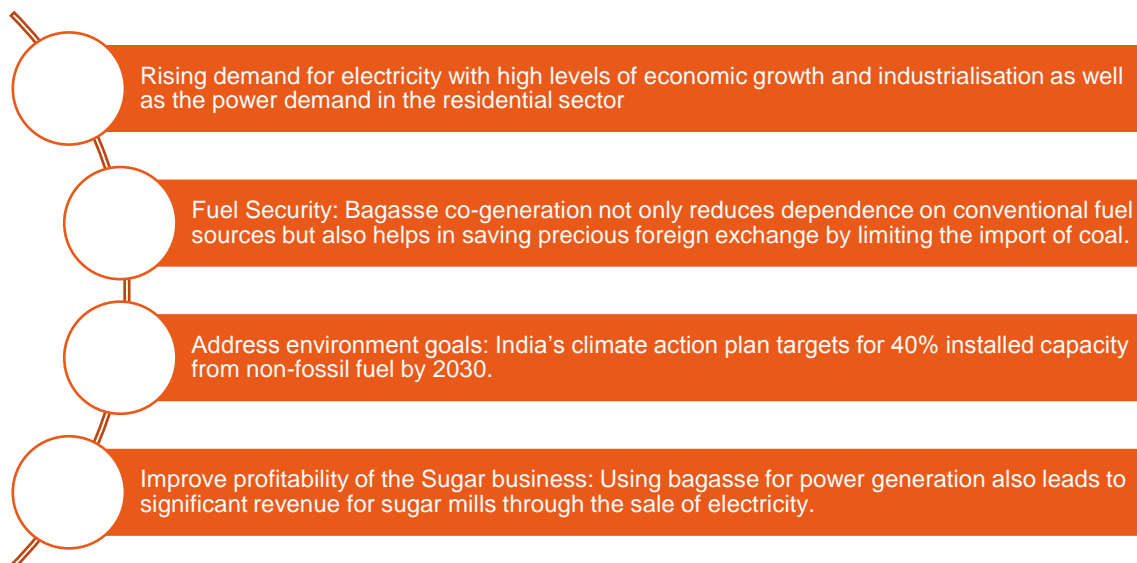 Rising demand for electricity with high levels of economic growth and industrialisation as well
as the power demand in the residential sector
Fuel Security: Bagasse co-generation not only reduces dependence on conventional fuel
sources but also helps in saving precious foreign exchange by limiting the import of coal.
Address environment goals: India’s climate action plan targets for 40% installed capacity
from non-fossil fuel by 2030.
Improve profitability of the Sugar business: Using bagasse for power generation also leads to
significant revenue for sugar mills through the sale of electricity.